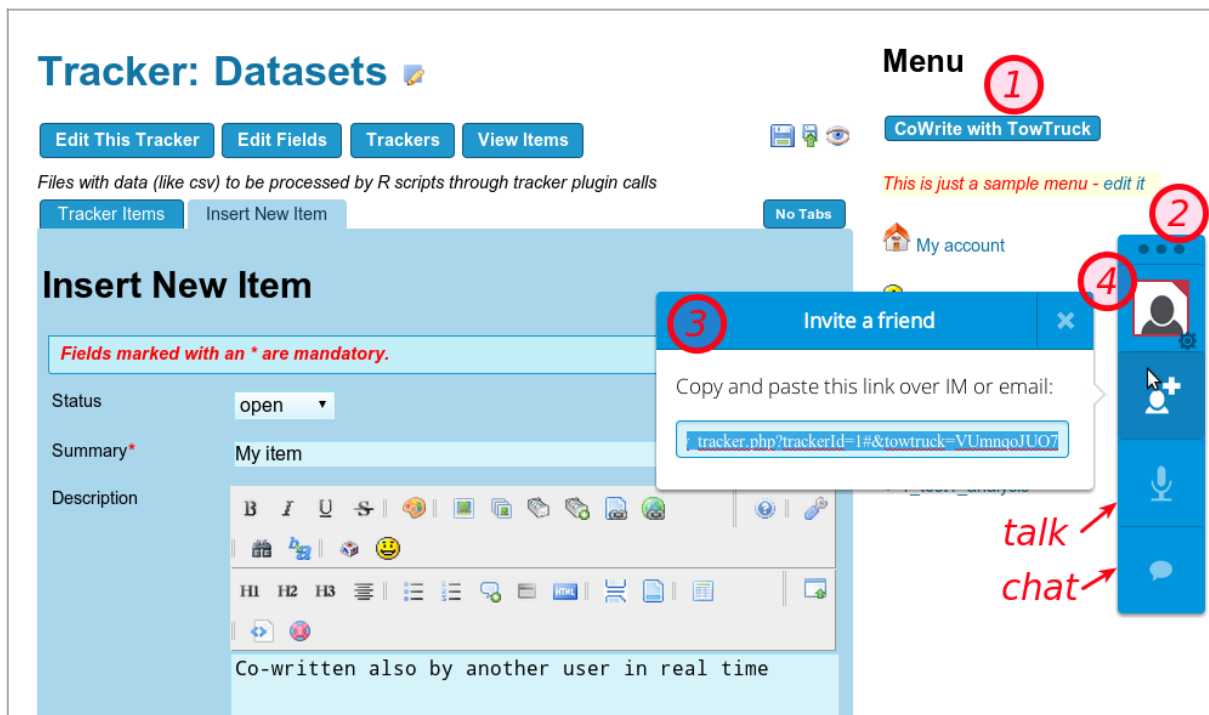 Tracker: Datasets
Menu
1
Edit This Tracker Edit Fields Trackers View Items
CoWrite with TowTruck
Files with data (like csv) to be processed by R scripts through tracker plugin calls
This is just a sample menu - edit it
Tracker Items Insert New Item No Tabs
2
My account
Insert New Item
4
3 Invite a friend
Fields marked with an * are mandatory.
Copy and paste this link over IM or email:
Status open
_tracker.php?trackerId=1#&towtruck=VUmnqoJUO7
Summary* My item
Description
B I U S
talk
H1 H2 H3 HTML
chat
Co-written also by another user in real time